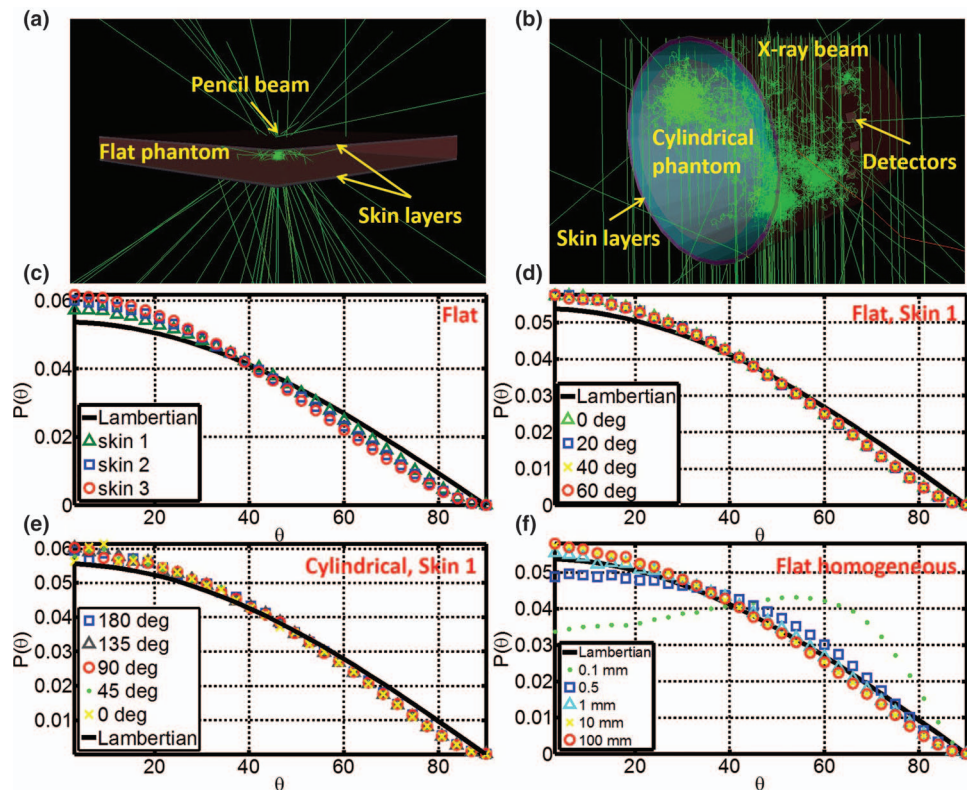 (a)
Pencil beam
Flat phantom
Skin layers
(b)
X-ray beam
Cylindrical
phantom
Detectors
Skin layers
(c)
Flat
P(θ)
0.06
0.04
0.02
0
Lambertian
skin 1
skin 2
skin 3
20 40 60 80
θ
(d)
Flat, Skin 1
P(θ)
0.05
0.04
0.03
0.02
0.01
0
Lambertian
0 deg
20 deg
40 deg
60 deg
20 40 60 80
θ
(e)
Cylindrical, Skin 1
P(θ)
0.06
0.05
0.04
0.03
0.02
0.01
180 deg
135 deg
90 deg
45 deg
0 deg
Lambertian
20 40 60 80
θ
(f)
Flat homogeneous
P(θ)
0.05
0.04
0.03
0.02
0.01
0
Lambertian
0.1 mm
0.5
1 mm
10 mm
100 mm
20 40 60 80
θ